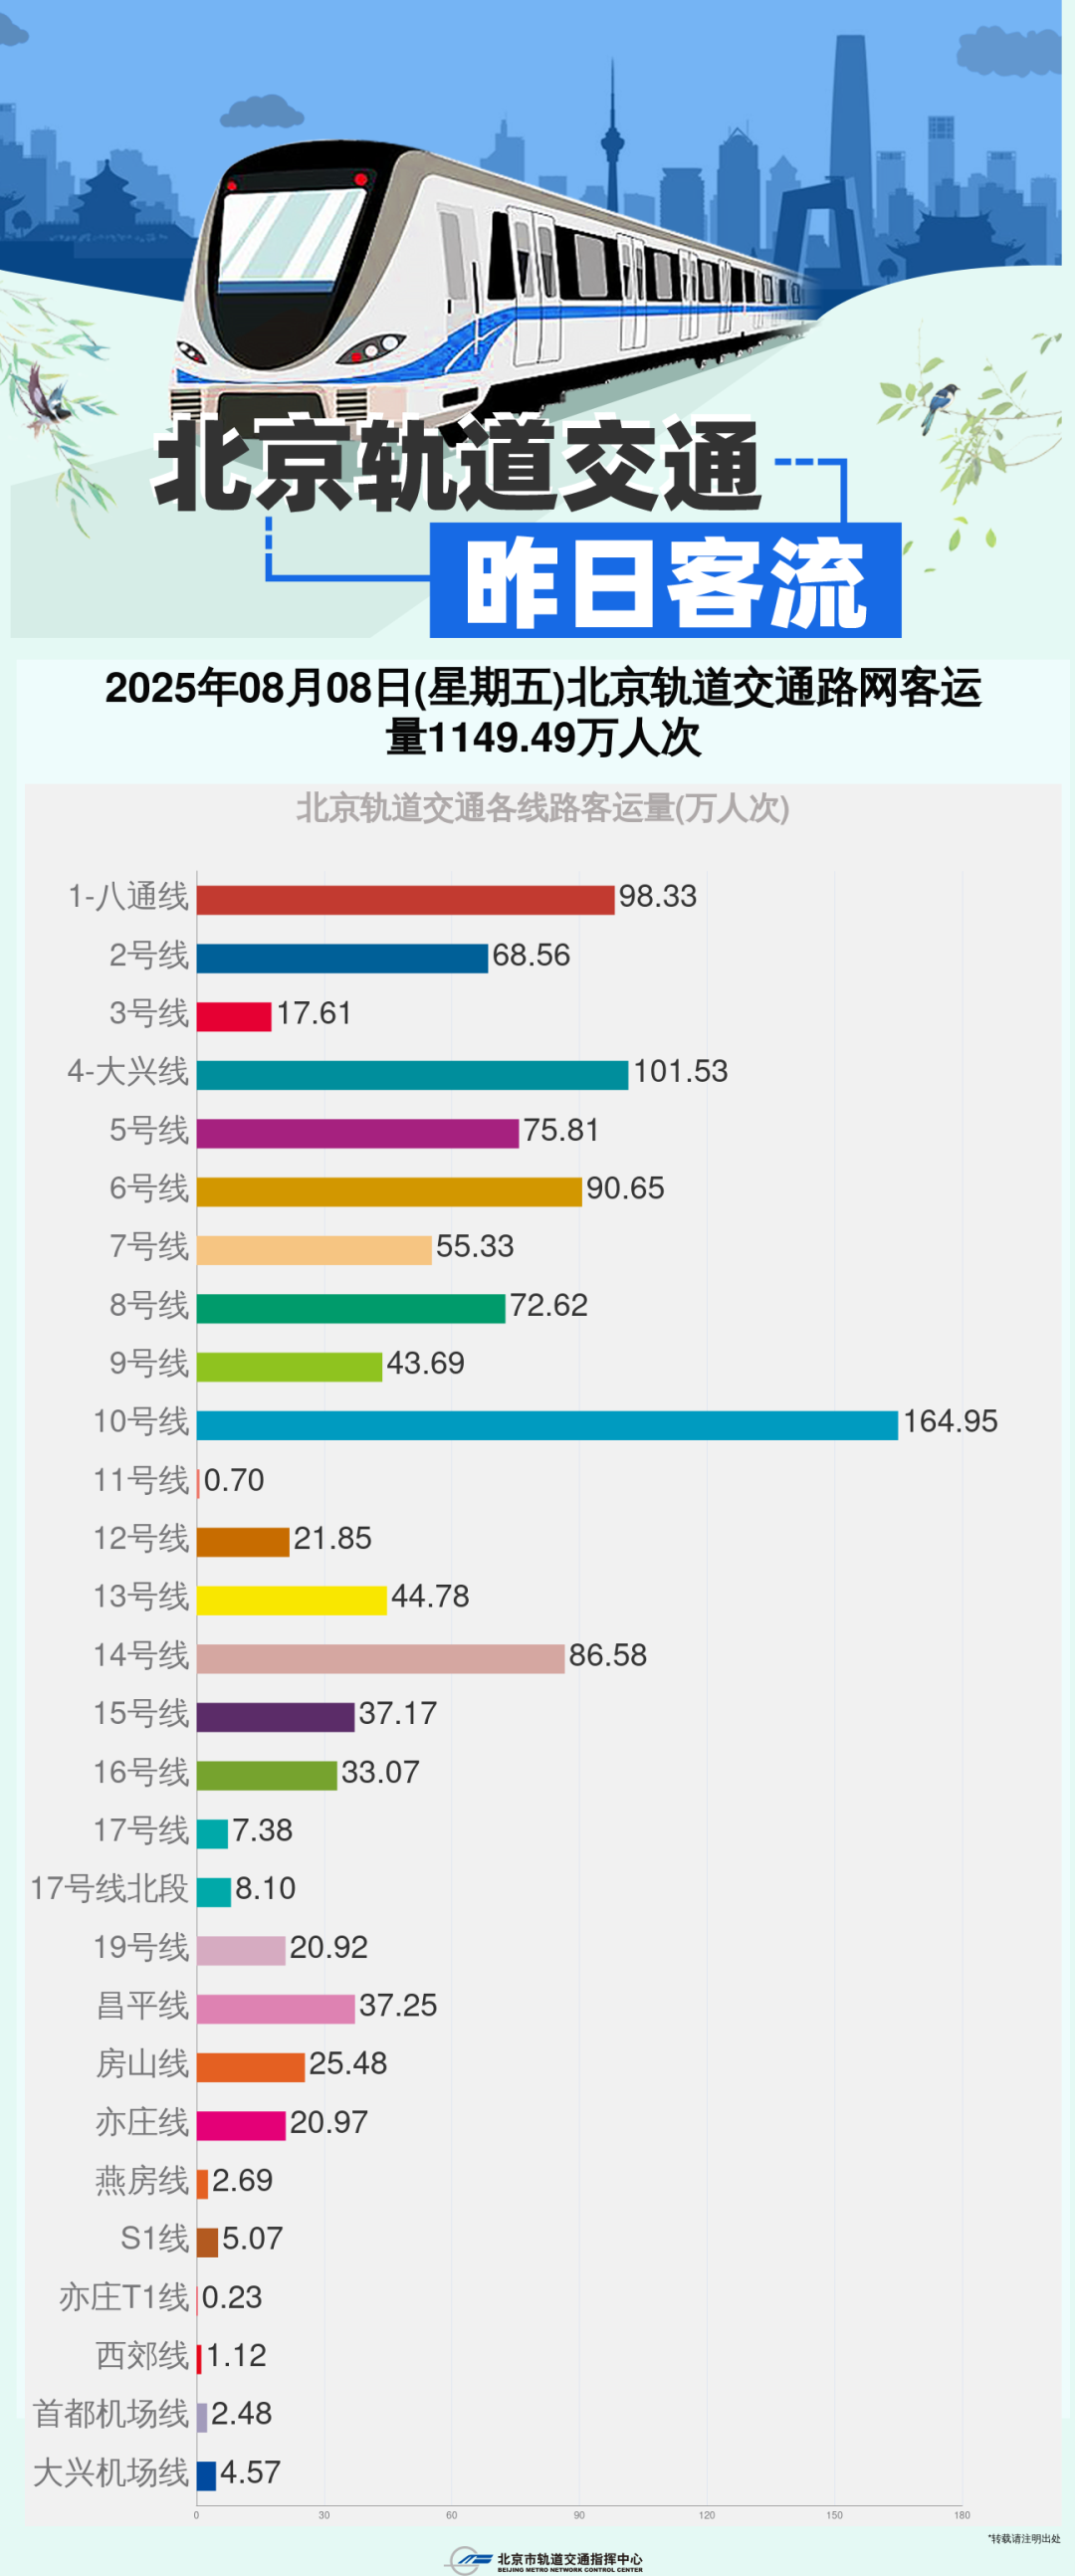 北京轨道交通
昨日客流
2025年08月08日(星期五)北京轨道交通路网客运
量1149.49万人次
北京轨道交通各线路客运量(万人次)
1-八通线 98.33
2号线 68.56
3号线 17.61
4-大兴线 101.53
5号线 75.81
6号线 90.65
7号线 55.33
8号线 72.62
9号线 43.69
10号线 164.95
11号线 0.70
12号线 21.85
13号线 44.78
14号线 86.58
15号线 37.17
16号线 33.07
17号线 7.38
17号线北段 8.10
19号线 20.92
昌平线 37.25
房山线 25.48
亦庄线 20.97
燕房线 2.69
S1线 5.07
亦庄T1线 0.23
西郊线 1.12
首都机场线 2.48
大兴机场线 4.57
0 30 60 90 120 150 180
*转载请注明出处
北京市轨道交通指挥中心
BEIJING METRO NETWORK CONTROL CENTER